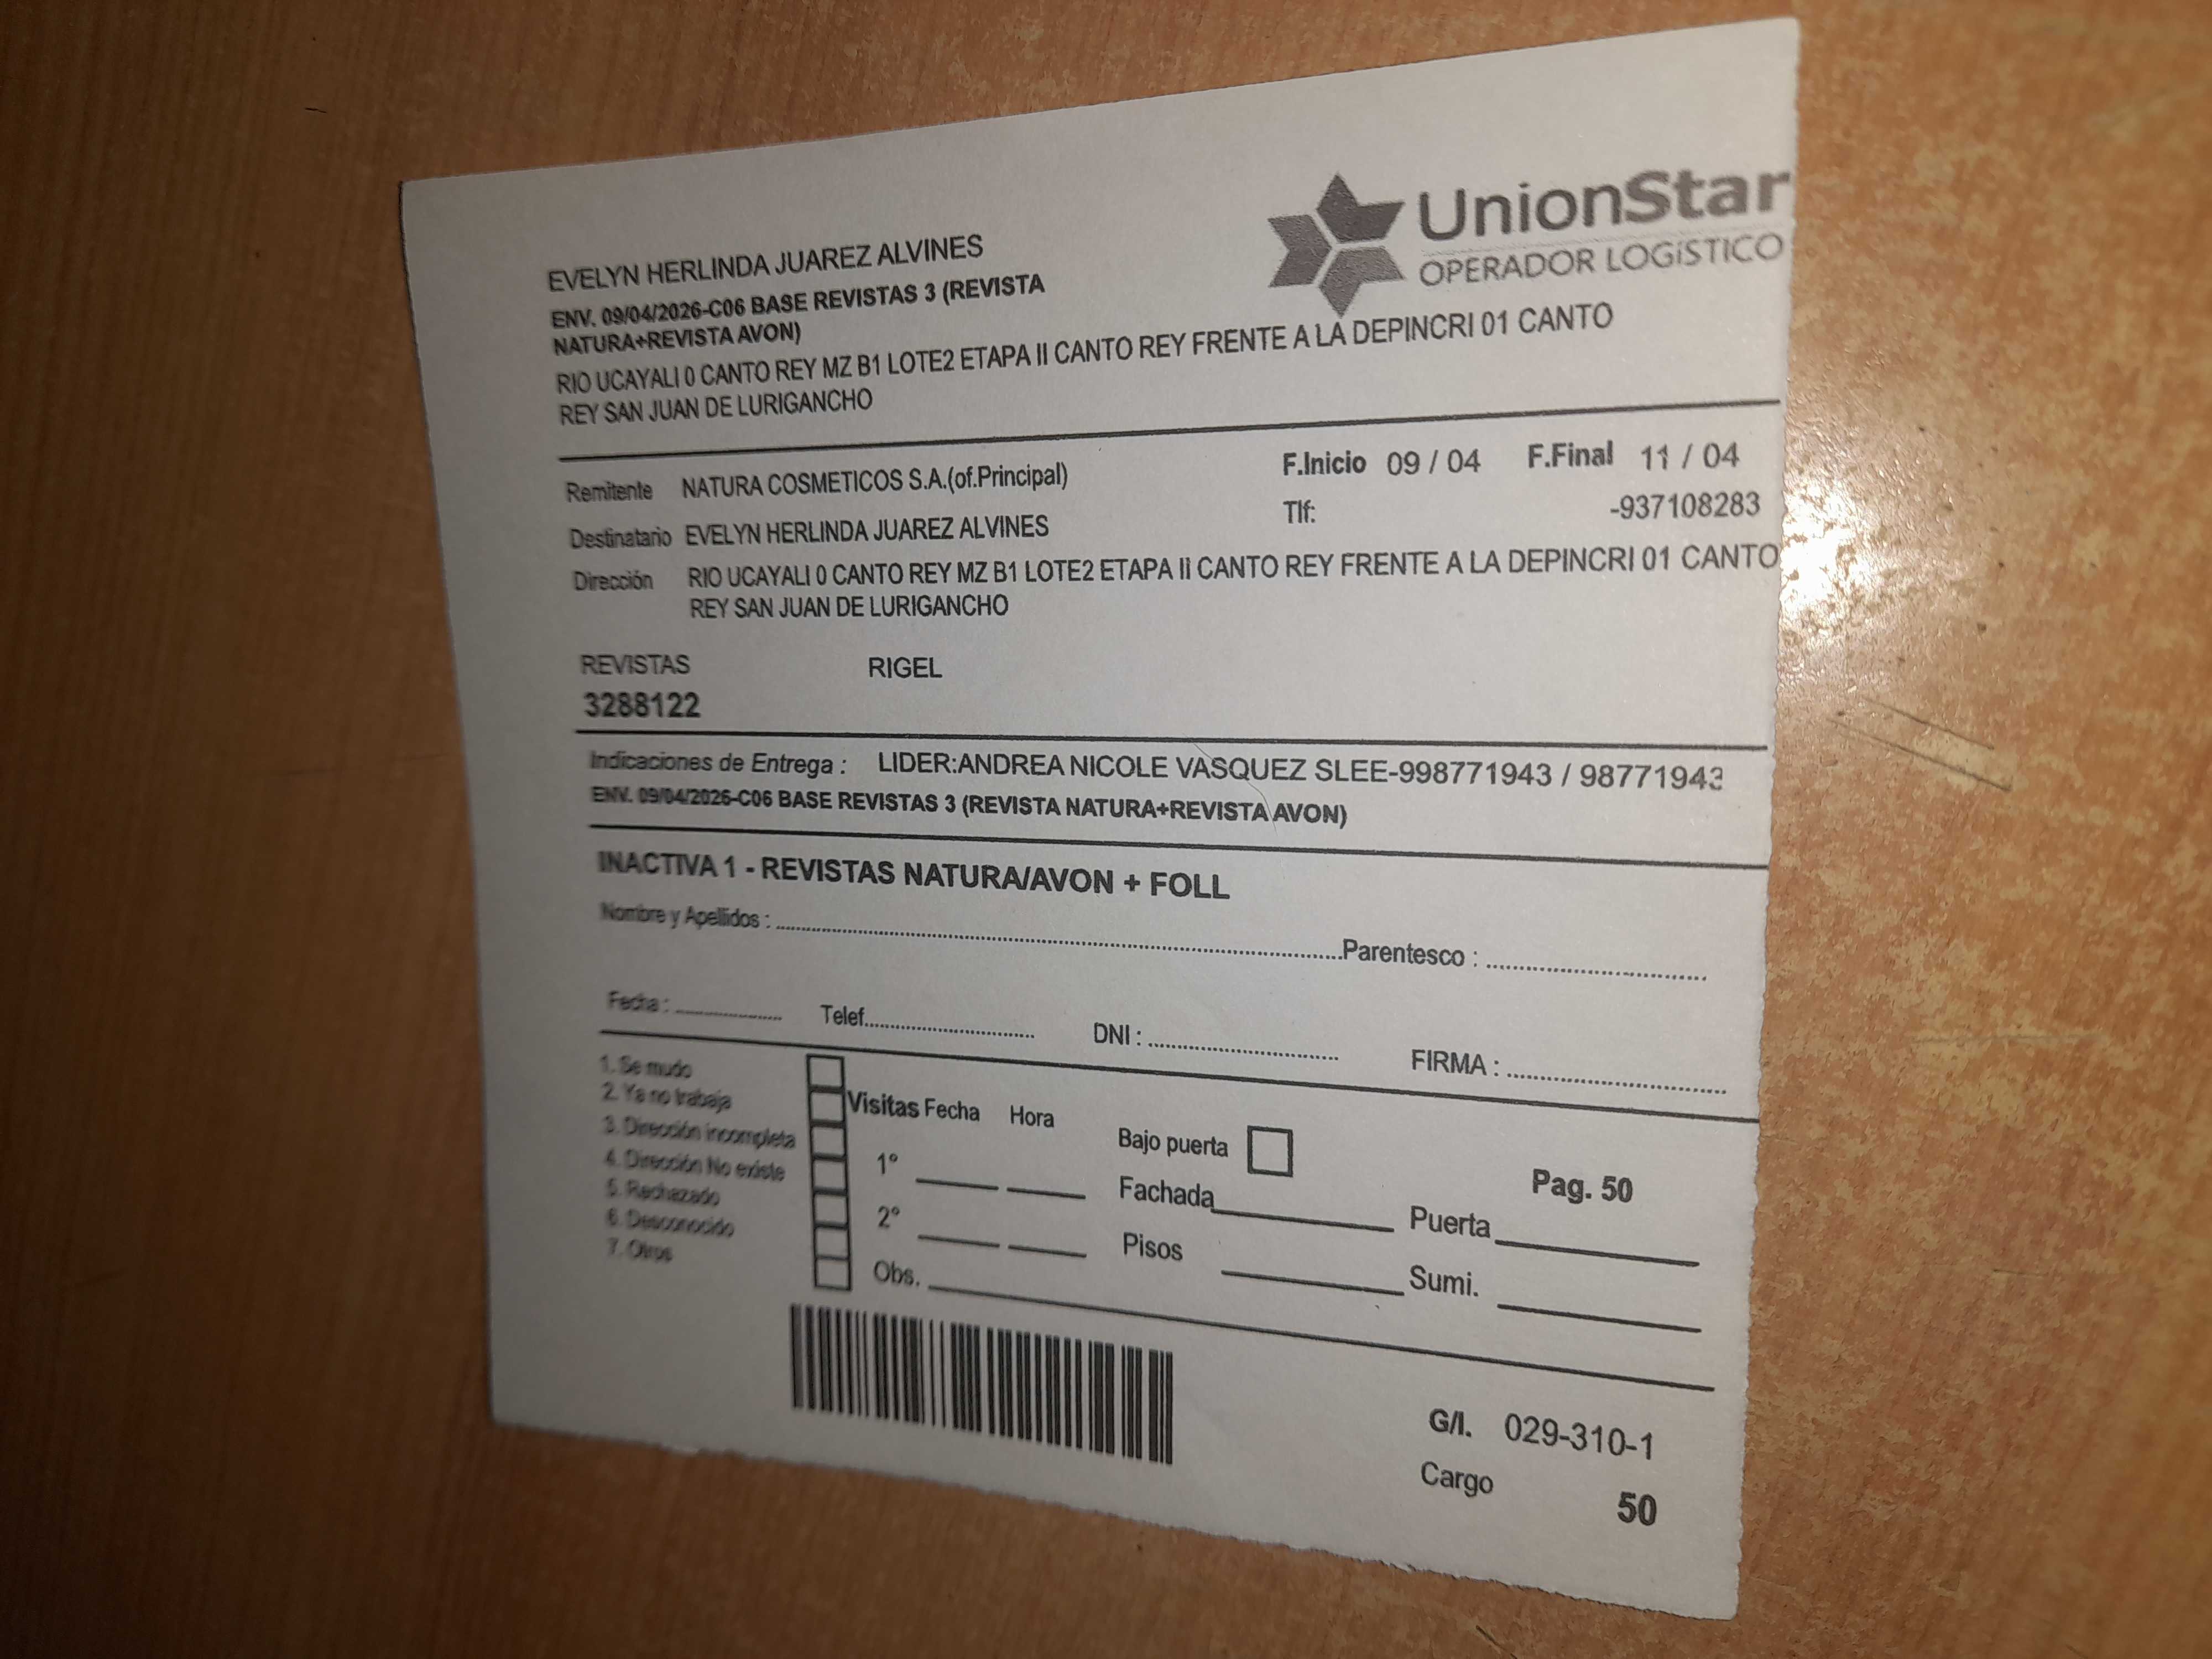 UnionStar
OPERADOR LOGíSTICO
EVELYN HERLINDA JUAREZ ALVINES
ENV. 09/04/2026-C06 BASE REVISTAS 3 (REVISTA
NATURA+REVISTA AVON)
RIO UCAYALI 0 CANTO REY MZ B1 LOTE2 ETAPA II CANTO REY FRENTE A LA DEPINCRI 01 CANTO
REY SAN JUAN DE LURIGANCHO
Remitente NATURA COSMETICOS S.A.(of.Principal) F.Inicio 09 / 04 F.Final 11 / 04
Destinatario EVELYN HERLINDA JUAREZ ALVINES Tlf: -937108283
Dirección RIO UCAYALI 0 CANTO REY MZ B1 LOTE2 ETAPA II CANTO REY FRENTE A LA DEPINCRI 01 CANTO
REY SAN JUAN DE LURIGANCHO
REVISTAS RIGEL
3288122
Indicaciones de Entrega : LIDER:ANDREA NICOLE VASQUEZ SLEE-998771943 / 98771943
ENV. 09/04/2026-C06 BASE REVISTAS 3 (REVISTA NATURA+REVISTA AVON)
INACTIVA 1 - REVISTAS NATURA/AVON + FOLL
Nombre y Apellidos : Parentesco :
Fecha : Telef. DNI : FIRMA :
1. Se mudo
2. Ya no trabaja
3. Dirección incompleta
4. Dirección No existe
5. Rechazado
6. Desconocido
7. Otros
Visitas Fecha Hora
1°
2°
Obs.
Bajo puerta
Fachada
Pisos
Pag. 50
Puerta
Sumi.
G/I. 029-310-1
Cargo 50